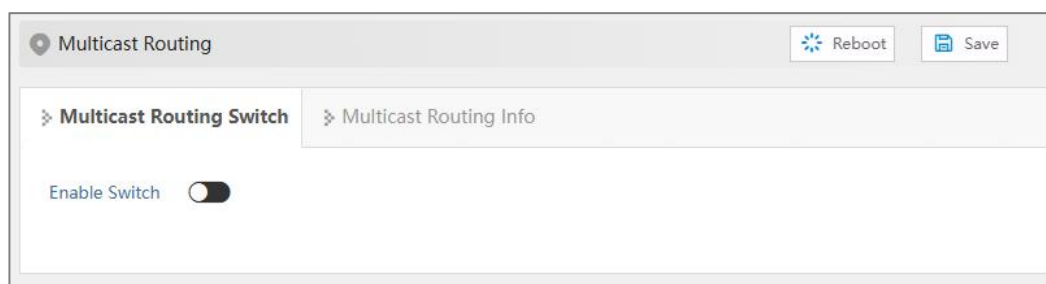 Multicast Routing
Reboot
Save
Multicast Routing Switch
Multicast Routing Info
Enable Switch